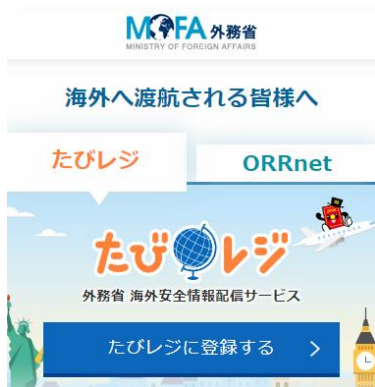 MOFA 外務省
MINISTRY OF FOREIGN AFFAIRS
海外へ渡航される皆様へ
たびレジ
ORRnet
たびレジ
外務省 海外安全情報配信サービス
たびレジに登録する